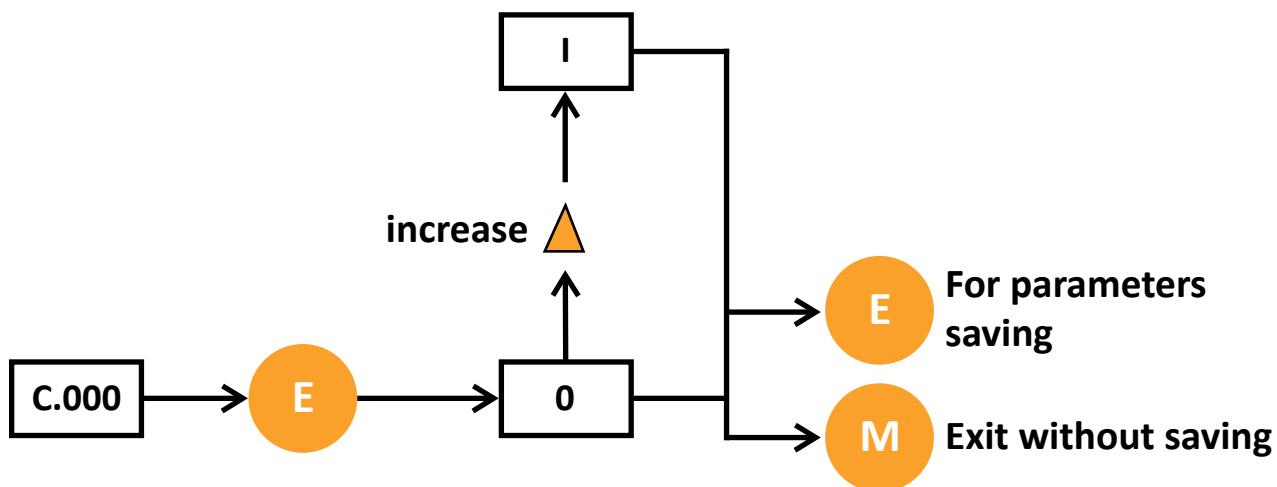 I
increase
E
For parameters
saving
C.000
E
0
M
Exit without saving